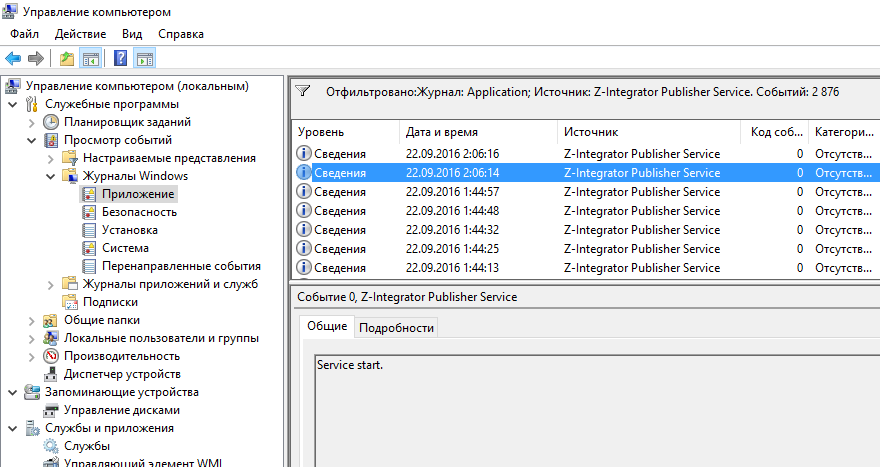 Управление компьютером
Файл Действие Вид Справка
Управление компьютером (локальным)
Служебные программы
Планировщик заданий
Просмотр событий
Настраиваемые представления
Журналы Windows
Приложение
Безопасность
Установка
Система
Перенаправленные события
Журналы приложений и служб
Подписки
Общие папки
Локальные пользователи и группы
Производительность
Диспетчер устройств
Запоминающие устройства
Управление дисками
Службы и приложения
Службы
Управляющий элемент WMI
Отфильтровано:Журнал: Application; Источник: Z-Integrator Publisher Service. Событий: 2 876
Уровень Дата и время Источник Код соб... Категори...
Сведения 22.09.2016 2:06:16 Z-Integrator Publisher Service 0 Отсутств...
Сведения 22.09.2016 2:06:14 Z-Integrator Publisher Service 0 Отсутств...
Сведения 22.09.2016 1:44:57 Z-Integrator Publisher Service 0 Отсутств...
Сведения 22.09.2016 1:44:48 Z-Integrator Publisher Service 0 Отсутств...
Сведения 22.09.2016 1:44:32 Z-Integrator Publisher Service 0 Отсутств...
Сведения 22.09.2016 1:44:25 Z-Integrator Publisher Service 0 Отсутств...
Сведения 22.09.2016 1:44:13 Z-Integrator Publisher Service 0 Отсутств...
Событие 0, Z-Integrator Publisher Service
Общие Подробности
Service start.